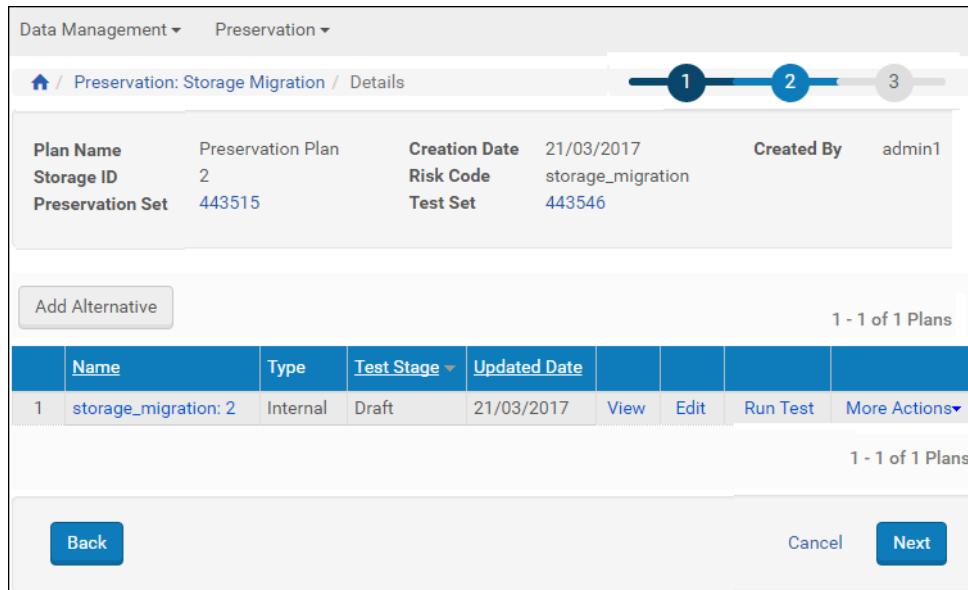 Data Management Preservation
/ Preservation: Storage Migration / Details 1 2 3
Plan Name Preservation Plan Creation Date 21/03/2017 Created By admin1
Storage ID 2 Risk Code storage_migration
Preservation Set 443515 Test Set 443546
Add Alternative
1 - 1 of 1 Plans
Name Type Test Stage Updated Date
1 storage_migration: 2 Internal Draft 21/03/2017 View Edit Run Test More Actions
1 - 1 of 1 Plans
Back Cancel Next